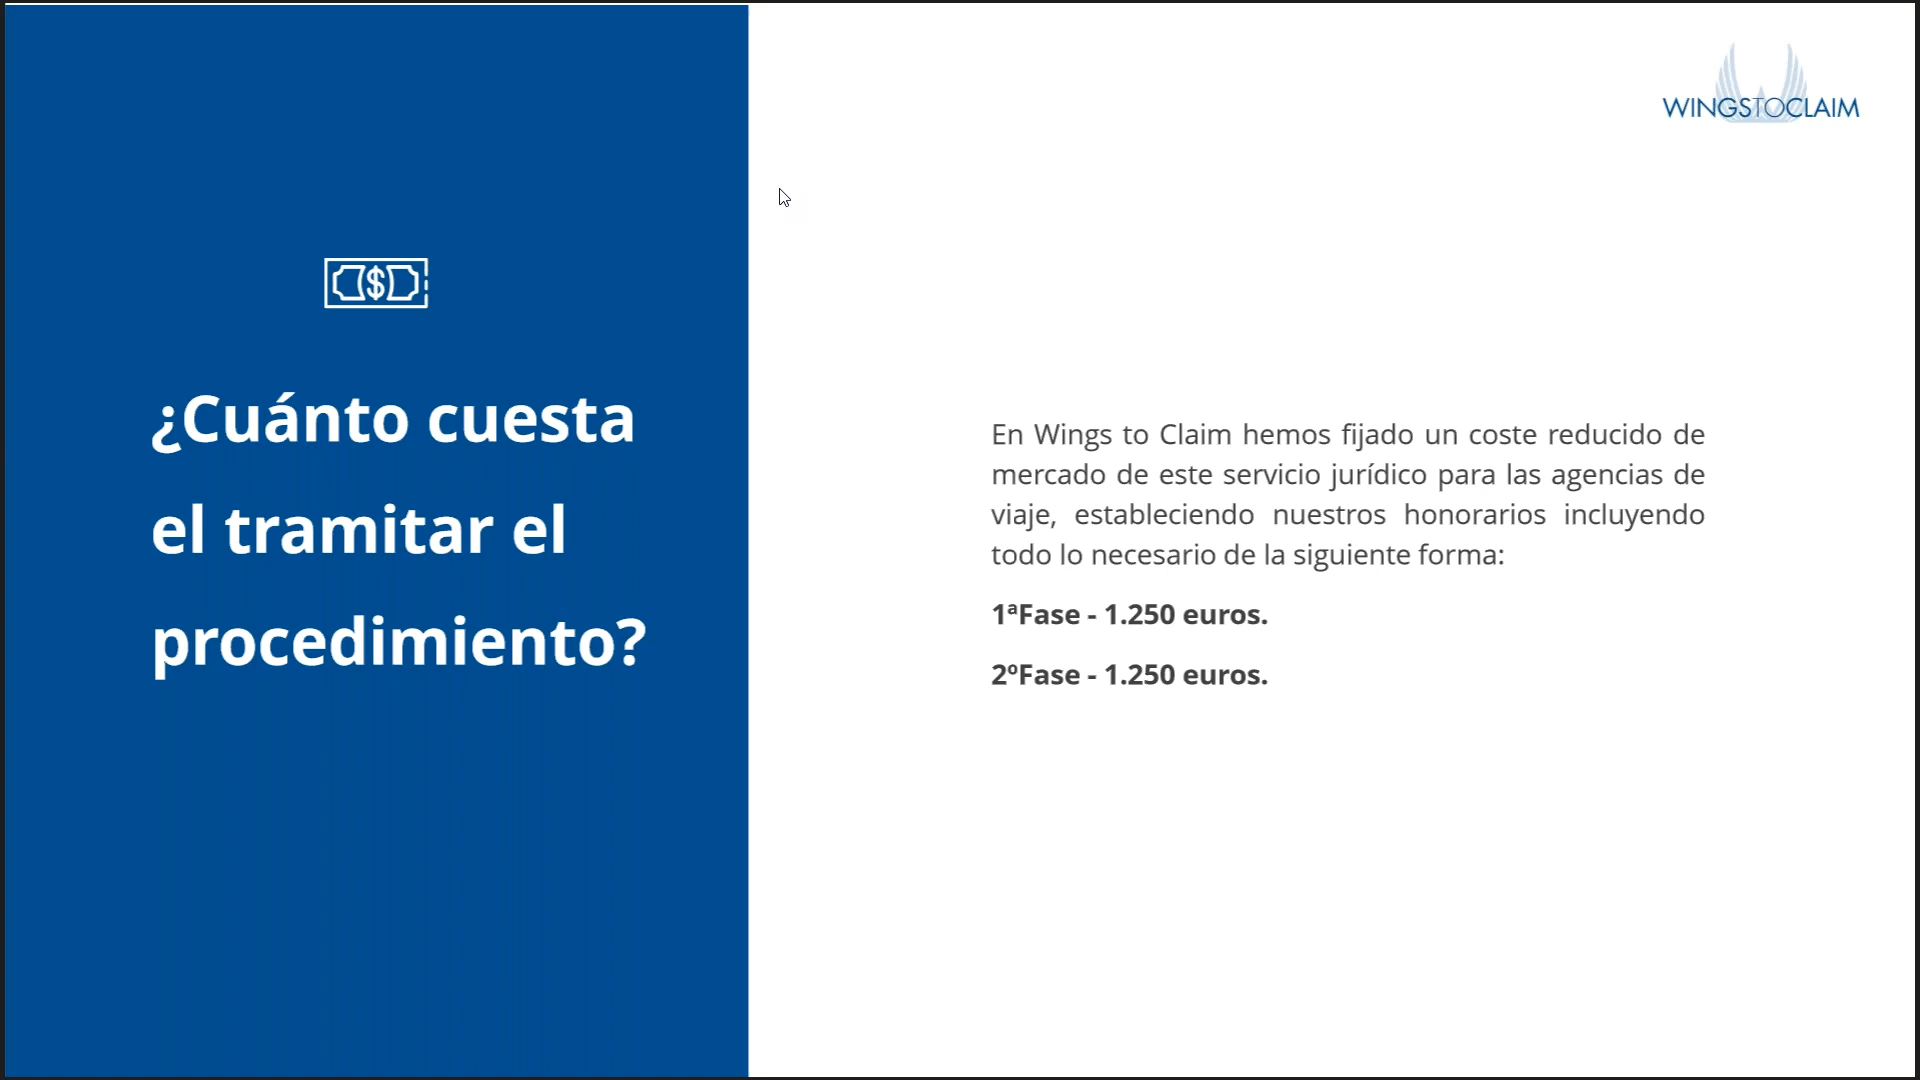 WINGSTOCLAIM
¿Cuánto cuesta
el tramitar el
procedimiento?
En Wings to Claim hemos fijado un coste reducido de
mercado de este servicio jurídico para las agencias de
viaje, estableciendo nuestros honorarios incluyendo
todo lo necesario de la siguiente forma:
1ªFase - 1.250 euros.
2ºFase - 1.250 euros.